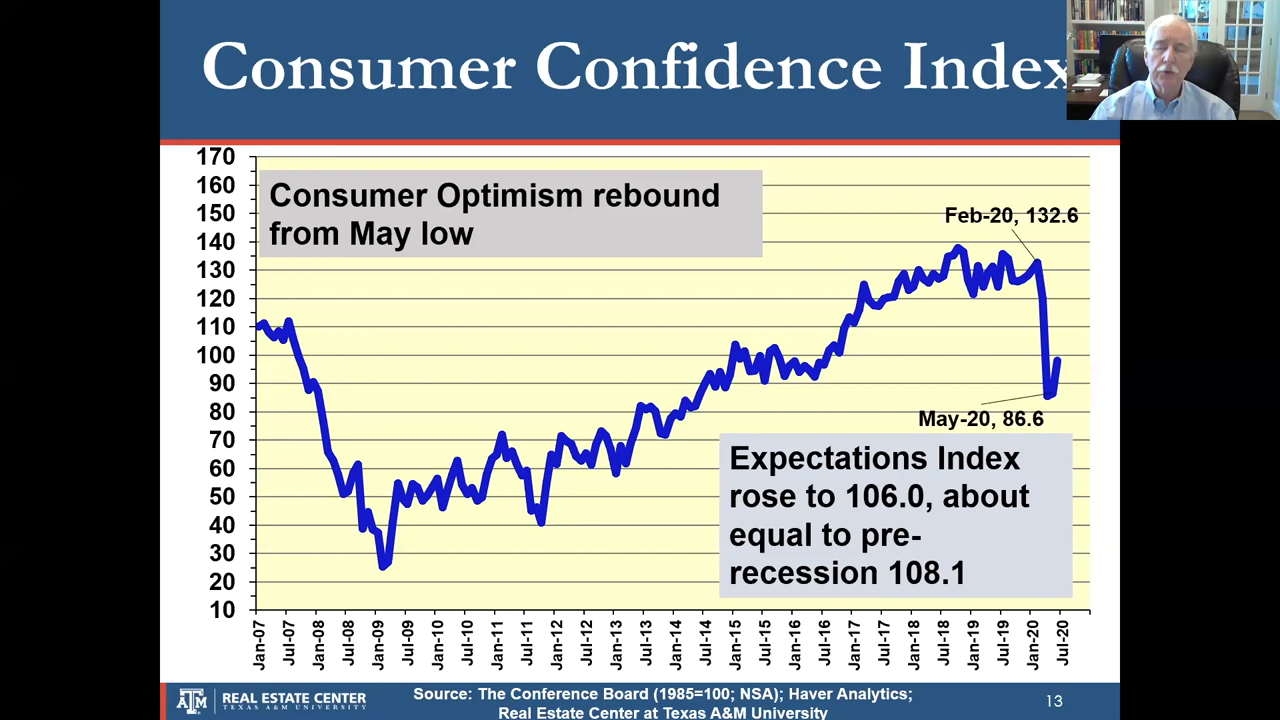 Consumer Confidence Index
170
160
150
140
130
120
110
100
90
80
70
60
50
40
30
20
10
Consumer Optimism rebound
from May low
Feb-20, 132.6
May-20, 86.6
Expectations Index
rose to 106.0, about
equal to pre-
recession 108.1
Jan-07
Jul-07
Jan-08
Jul-08
Jan-09
Jul-09
Jan-10
Jul-10
Jan-11
Jul-11
Jan-12
Jul-12
Jan-13
Jul-13
Jan-14
Jul-14
Jan-15
Jul-15
Jan-16
Jul-16
Jan-17
Jul-17
Jan-18
Jul-18
Jan-19
Jul-19
Jan-20
Jul-20
ATM
REAL ESTATE CENTER
TEXAS A&M UNIVERSITY
Source: The Conference Board (1985=100; NSA); Haver Analytics;
Real Estate Center at Texas A&M University
13